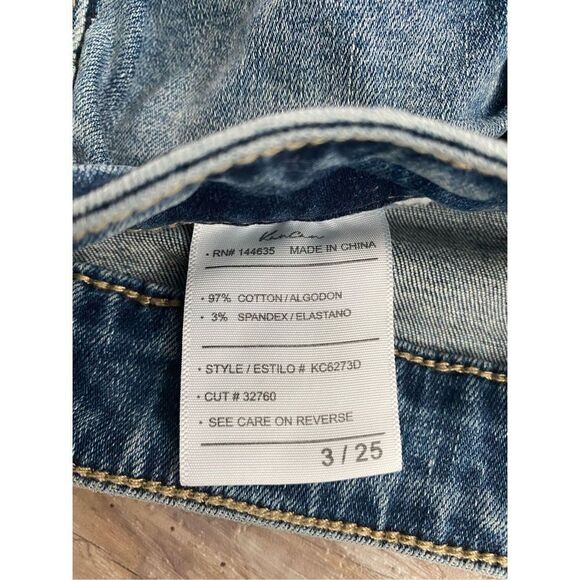 KanCan
• RN# 144635 MADE IN CHINA
• 97% COTTON / ALGODON
• 3% SPANDEX / ELASTANO
• STYLE / ESTILO # KC6273D
• CUT # 32760
• SEE CARE ON REVERSE
3 / 25